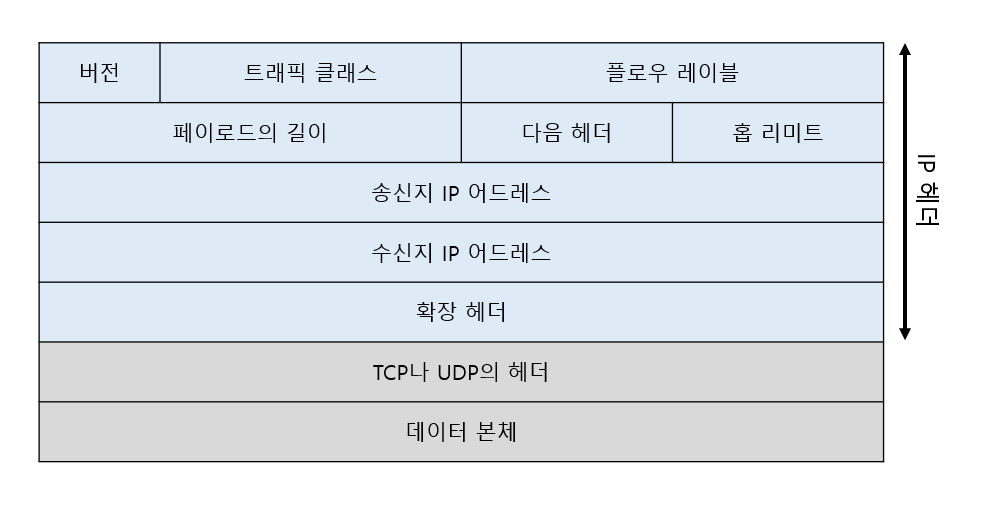 버전
트래픽 클래스
플로우 레이블
페이로드의 길이
다음 헤더
홉 리미트
송신지 IP 어드레스
수신지 IP 어드레스
확장 헤더
TCP나 UDP의 헤더
데이터 본체
IP 헤더